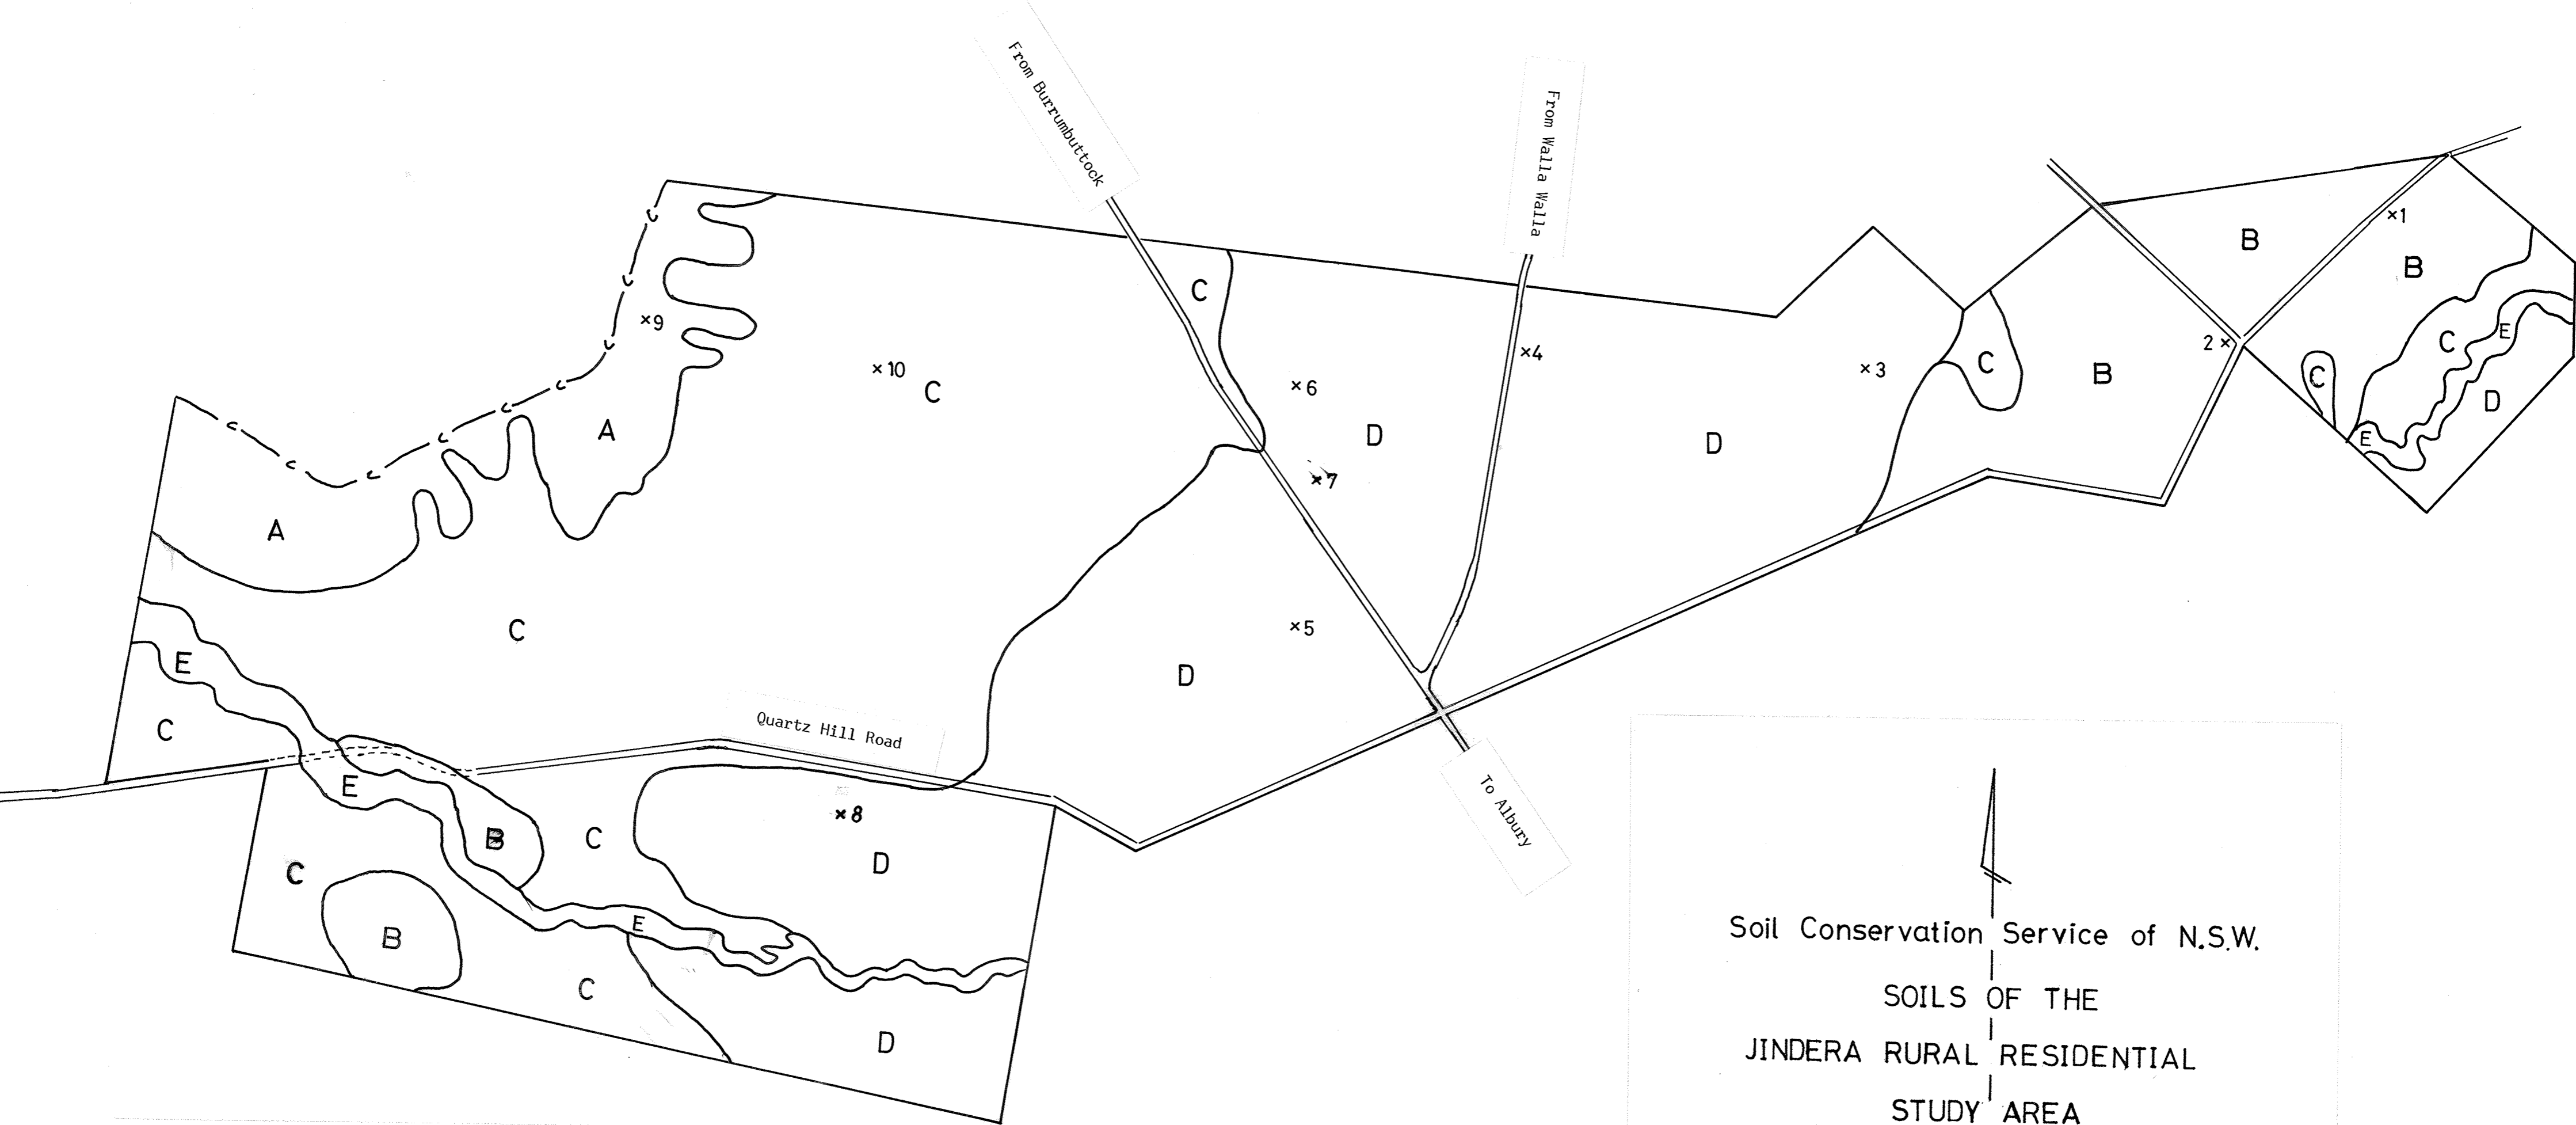 From Burrumbuttock
From Walla Walla
×1
B
B
C
×9
2 ×
E
C
×4
×3
C
×10
C
B
C
×6
D
A
D
D
E
×7
A
×5
C
E
D
C
Quartz Hill Road
E
To Albury
×8
B
C
D
C
E
B
C
D
Soil Conservation Service of N.S.W.
SOILS OF THE
JINDERA RURAL RESIDENTIAL
STUDY AREA